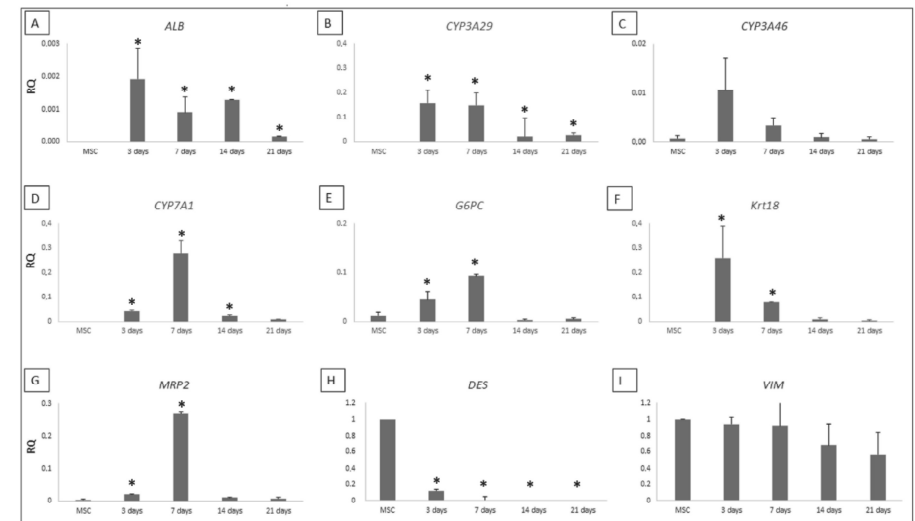 A
ALB
RQ
0.003
*
0.002
*
*
0.001
*
0.000
MSC 3 days 7 days 14 days 21 days
B
CYP3A29
0,4
0.3
* *
0.2
*
0.1
*
0
MSC 3 days 7 days 14 days 21 days
C
CYP3A46
0.02
0.01
0,00
MSC 3 days 7 days 14 days 21 days
D
CYP7A1
RQ
0,4
*
0,3
0,2
0,1
* *
0
MSC 3 days 7 days 14 days 21 days
E
G6PC
0.2
*
0.1
*
0
MSC 3 days 7 days 14 days 21 days
F
Krt18
0,4
*
0,3
0,2
*
0,1
0
MSC 3 days 7 days 14 days 21 days
G
MRP2
RQ
0.3
*
0.2
0.1
*
0
MSC 3 days 7 days 14 days 21 days
H
DES
1.2
1
0.8
0.6
0.4
0.2
* * * *
0
MSC 3 days 7 days 14 days 21 days
I
VIM
1.2
1
0.8
0.6
0.4
0.2
0
MSC 3 days 7 days 14 days 21 days